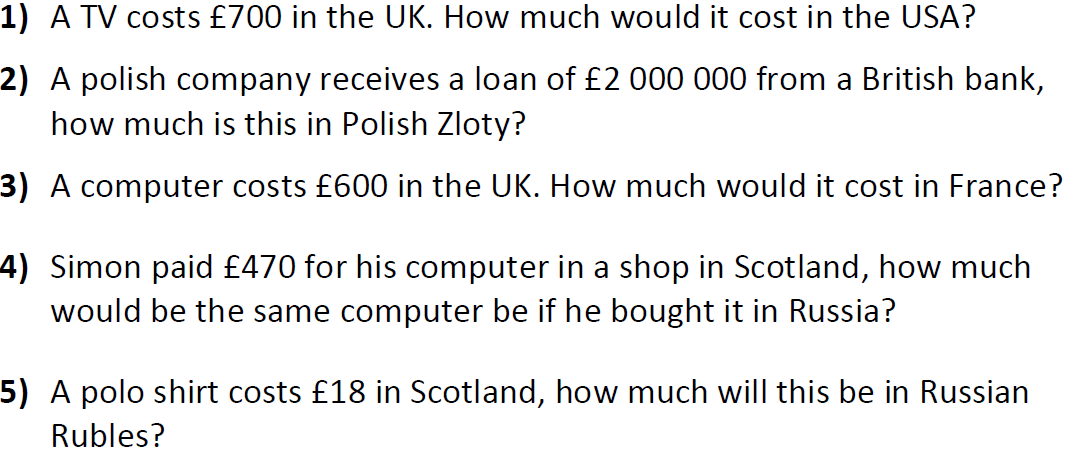 1) A TV costs £700 in the UK. How much would it cost in the USA?
2) A polish company receives a loan of £2 000 000 from a British bank,
how much is this in Polish Zloty?
3) A computer costs £600 in the UK. How much would it cost in France?
4) Simon paid £470 for his computer in a shop in Scotland, how much
would be the same computer be if he bought it in Russia?
5) A polo shirt costs £18 in Scotland, how much will this be in Russian
Rubles?